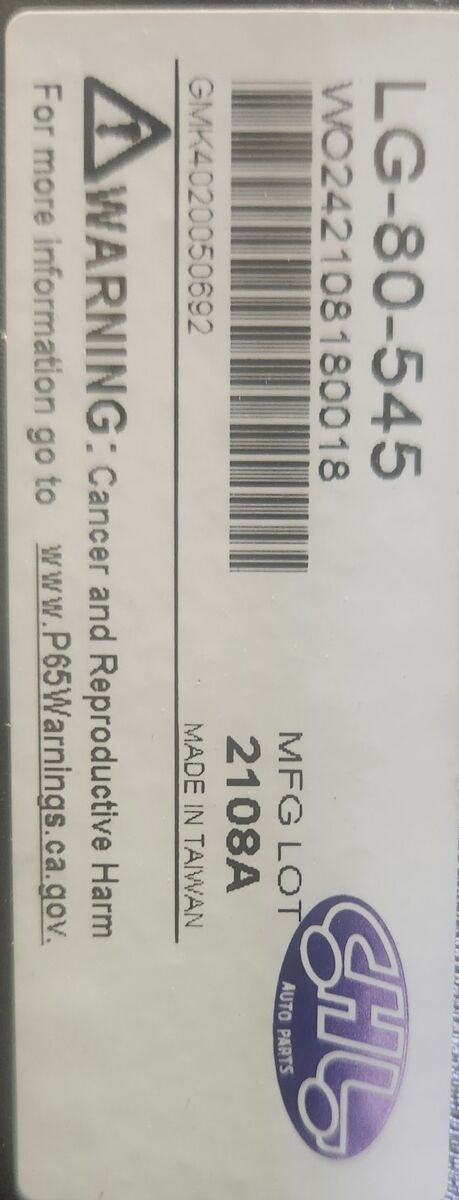 LG-80-545
WO242108180018
GMK4020050692
MFG LOT
2108A
MADE IN TAIWAN
AUTO PARTS
WARNING: Cancer and Reproductive Harm
For more information go to www.P65Warnings.ca.gov.